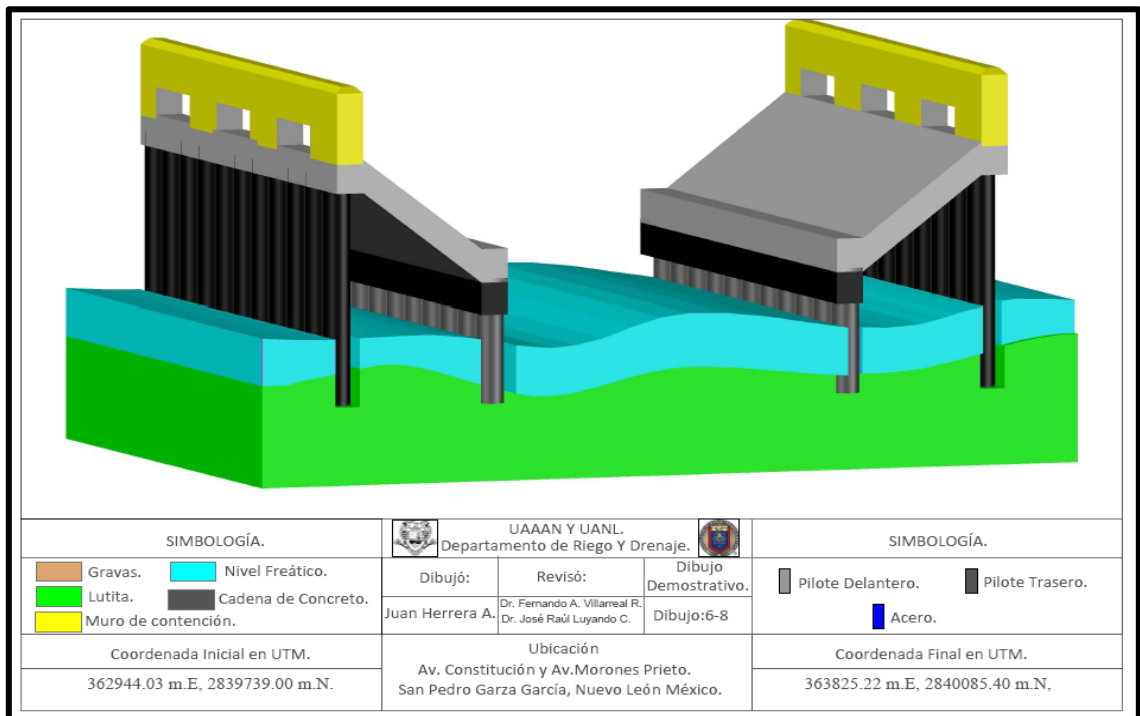 SIMBOLOGÍA.
Gravas.
Nivel Freático.
Lutita.
Cadena de Concreto.
Muro de contención.
UAAAN Y UANL.
Departamento de Riego Y Drenaje.
Dibujó:
Revisó:
Dibujo
Demostrativo.
Juan Herrera A.
Dr. Fernando A. Villarreal R.
Dr. José Raúl Luyando C.
Dibujo:6-8
SIMBOLOGÍA.
Pilote Delantero.
Pilote Trasero.
Acero.
Coordenada Inicial en UTM.
362944.03 m.E, 2839739.00 m.N.
Ubicación
Av. Constitución y Av.Morones Prieto.
San Pedro Garza García, Nuevo León México.
Coordenada Final en UTM.
363825.22 m.E, 2840085.40 m.N,